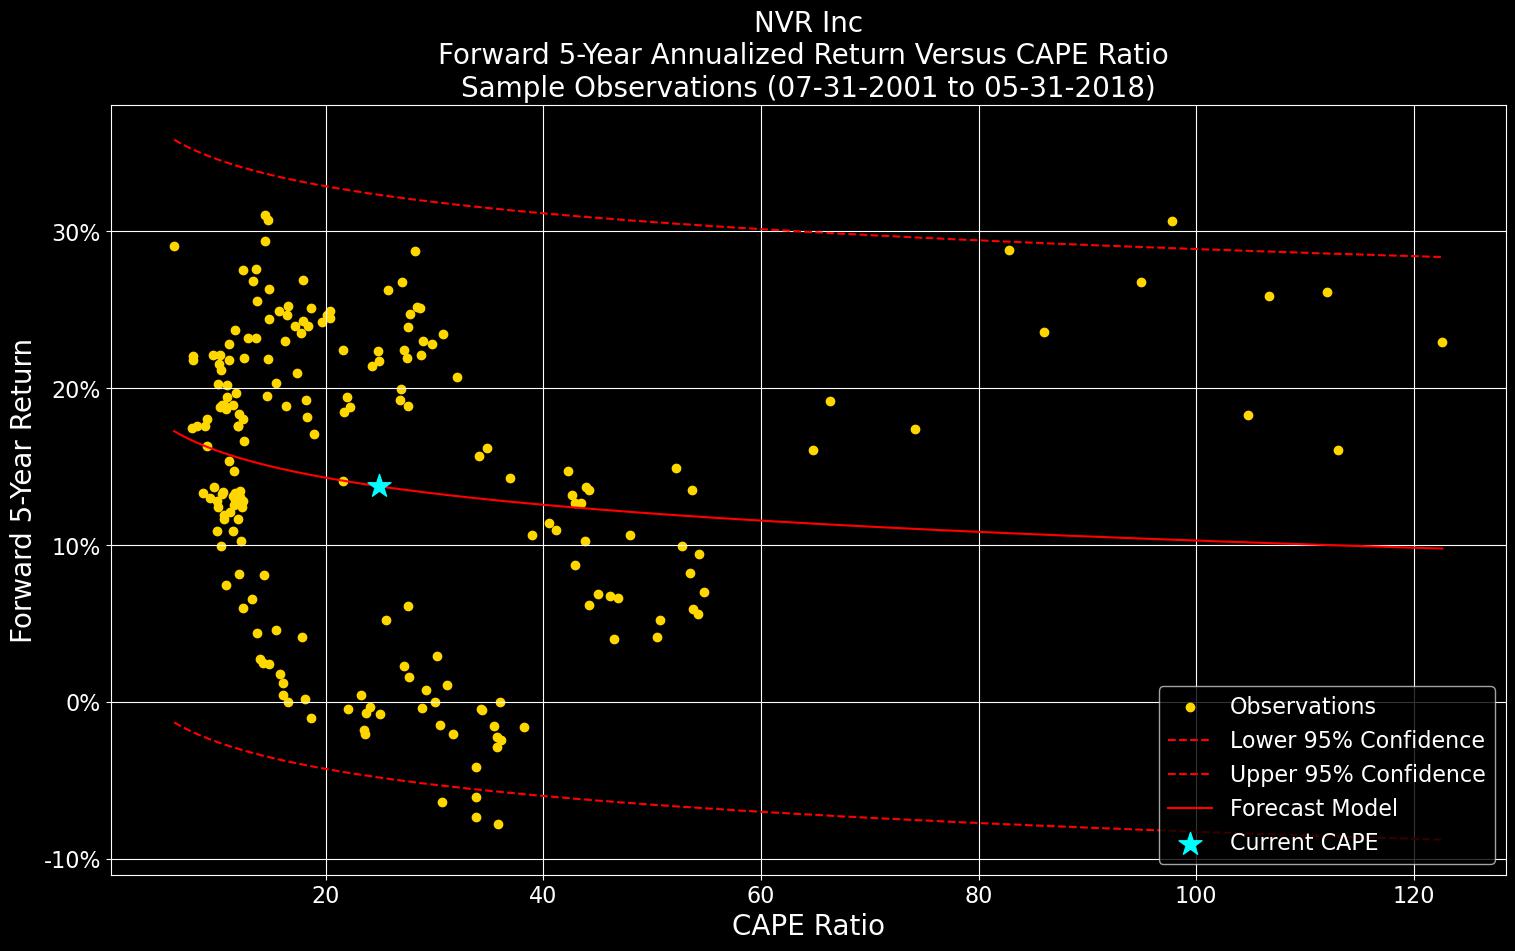 NVR Inc
Forward 5-Year Annualized Return Versus CAPE Ratio
Sample Observations (07-31-2001 to 05-31-2018)
Forward 5-Year Return
30%
20%
10%
0%
-10%
Observations
Lower 95% Confidence
Upper 95% Confidence
Forecast Model
Current CAPE
20 40 60 80 100 120
CAPE Ratio